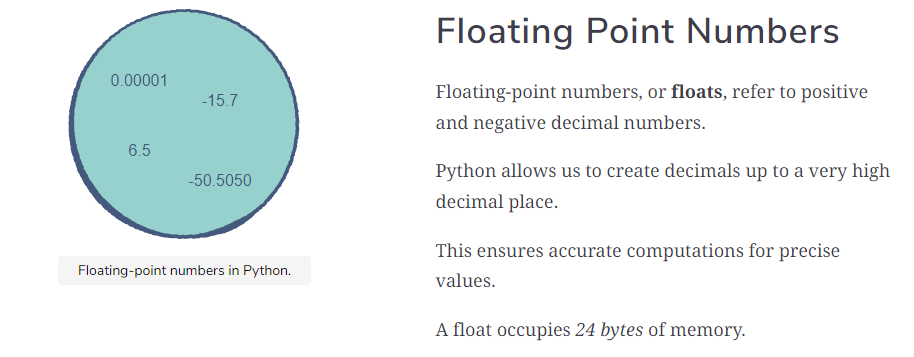 0.00001
-15.7
6.5
-50.5050
Floating-point numbers in Python.
Floating Point Numbers
Floating-point numbers, or floats, refer to positive
and negative decimal numbers.
Python allows us to create decimals up to a very high
decimal place.
This ensures accurate computations for precise
values.
A float occupies 24 bytes of memory.